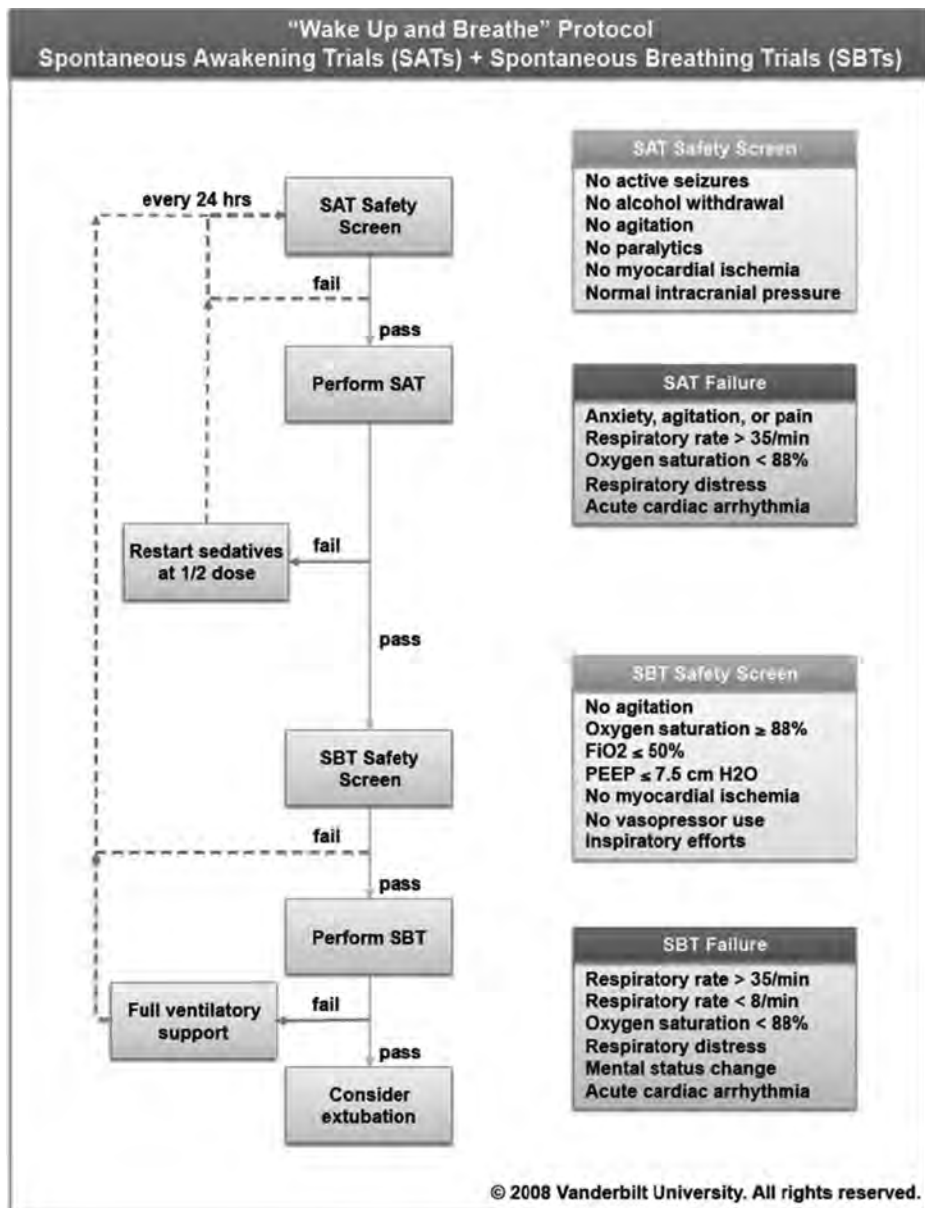 “Wake Up and Breathe” Protocol
Spontaneous Awakening Trials (SATs) + Spontaneous Breathing Trials (SBTs)
every 24 hrs
SAT Safety
Screen
fail
pass
Perform SAT
Restart sedatives
at 1/2 dose
fail
pass
SBT Safety
Screen
fail
pass
Perform SBT
Full ventilatory
support
fail
pass
Consider
extubation
SAT Safety Screen
No active seizures
No alcohol withdrawal
No agitation
No paralytics
No myocardial ischemia
Normal intracranial pressure
SAT Failure
Anxiety, agitation, or pain
Respiratory rate > 35/min
Oxygen saturation < 88%
Respiratory distress
Acute cardiac arrhythmia
SBT Safety Screen
No agitation
Oxygen saturation ≥ 88%
FiO2 ≤ 50%
PEEP ≤ 7.5 cm H2O
No myocardial ischemia
No vasopressor use
Inspiratory efforts
SBT Failure
Respiratory rate > 35/min
Respiratory rate < 8/min
Oxygen saturation < 88%
Respiratory distress
Mental status change
Acute cardiac arrhythmia
© 2008 Vanderbilt University. All rights reserved.